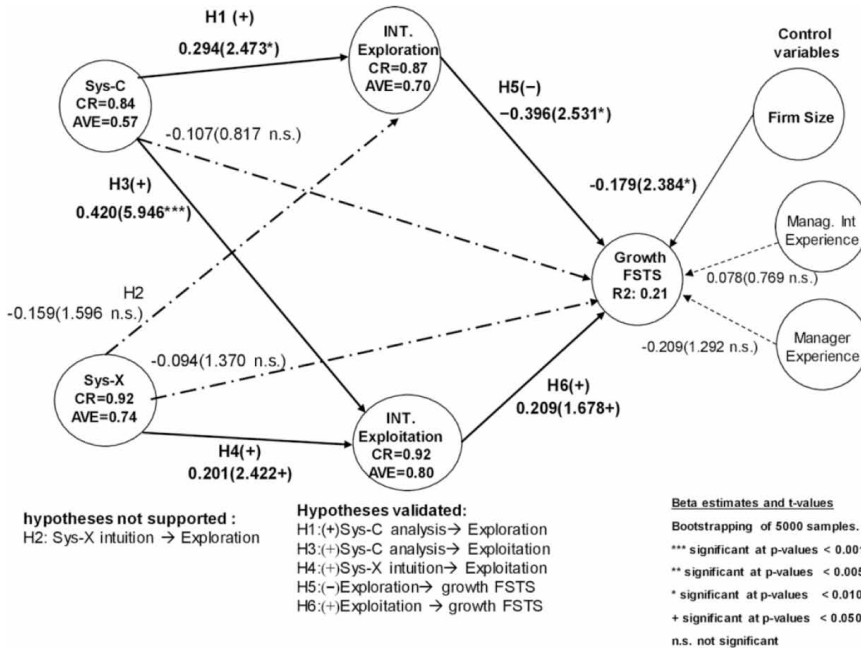 H1 (+)
0.294(2.473*)
INT.
Exploration
CR=0.87
AVE=0.70
Control
variables
Sys-C
CR=0.84
AVE=0.57
H5(−)
−0.396(2.531*)
Firm Size
-0.107(0.817 n.s.)
H3(+)
0.420(5.946***)
-0.179(2.384*)
Manag. Int
Experience
Growth
FSTS
R2: 0.21
0.078(0.769 n.s.)
H2
-0.159(1.596 n.s.)
Manager
Experience
-0.209(1.292 n.s.)
-0.094(1.370 n.s.)
Sys-X
CR=0.92
AVE=0.74
H6(+)
0.209(1.678+)
INT.
Exploitation
CR=0.92
AVE=0.80
H4(+)
0.201(2.422+)
hypotheses not supported :
H2: Sys-X intuition → Exploration
Hypotheses validated:
H1:(+)Sys-C analysis→ Exploration
H3:(+)Sys-C analysis→ Exploitation
H4:(+)Sys-X intuition→ Exploitation
H5:(−)Exploration→ growth FSTS
H6:(+)Exploitation → growth FSTS
Beta estimates and t-values
Bootstrapping of 5000 samples.
*** significant at p-values < 0.001
** significant at p-values < 0.005
* significant at p-values < 0.010
+ significant at p-values < 0.050
n.s. not significant